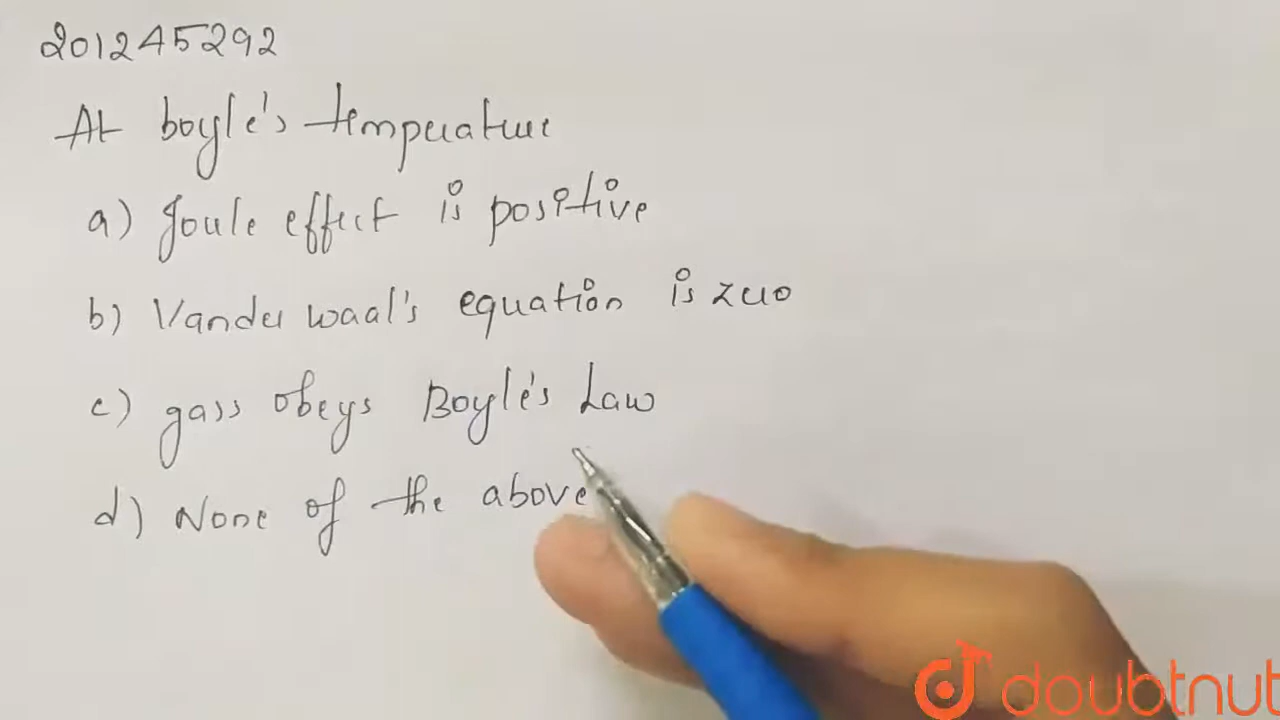 201245292
At boyle's temperature
a) Joule effect is positive
b) Vander waal's equation is zero
c) gass obeys Boyle's Law
d) None of the above
doubtnut